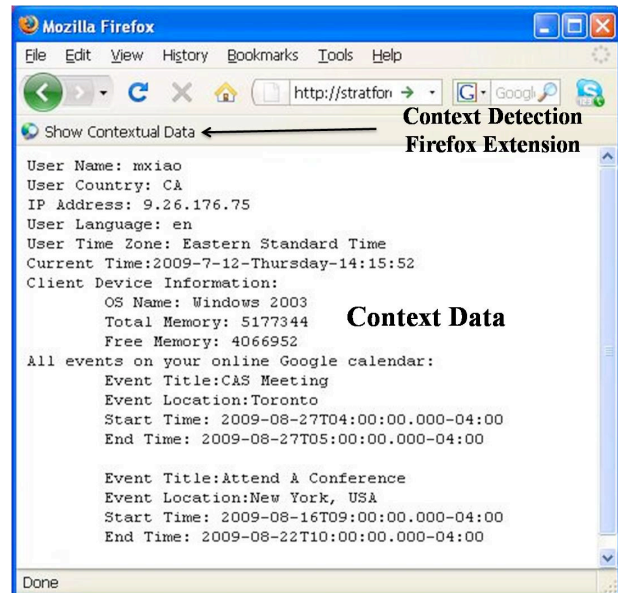 Mozilla Firefox
File Edit View History Bookmarks Tools Help
http://stratfor G Googl
Show Contextual Data
Context Detection
Firefox Extension
User Name: mxiao
User Country: CA
IP Address: 9.26.176.75
User Language: en
User Time Zone: Eastern Standard Time
Current Time:2009-7-12-Thursday-14:15:52
Client Device Information:
OS Name: Windows 2003
Total Memory: 5177344
Free Memory: 4066952
Context Data
All events on your online Google calendar:
Event Title:CAS Meeting
Event Location:Toronto
Start Time: 2009-08-27T04:00:00.000-04:00
End Time: 2009-08-27T05:00:00.000-04:00
Event Title:Attend A Conference
Event Location:New York, USA
Start Time: 2009-08-16T09:00:00.000-04:00
End Time: 2009-08-22T10:00:00.000-04:00
Done